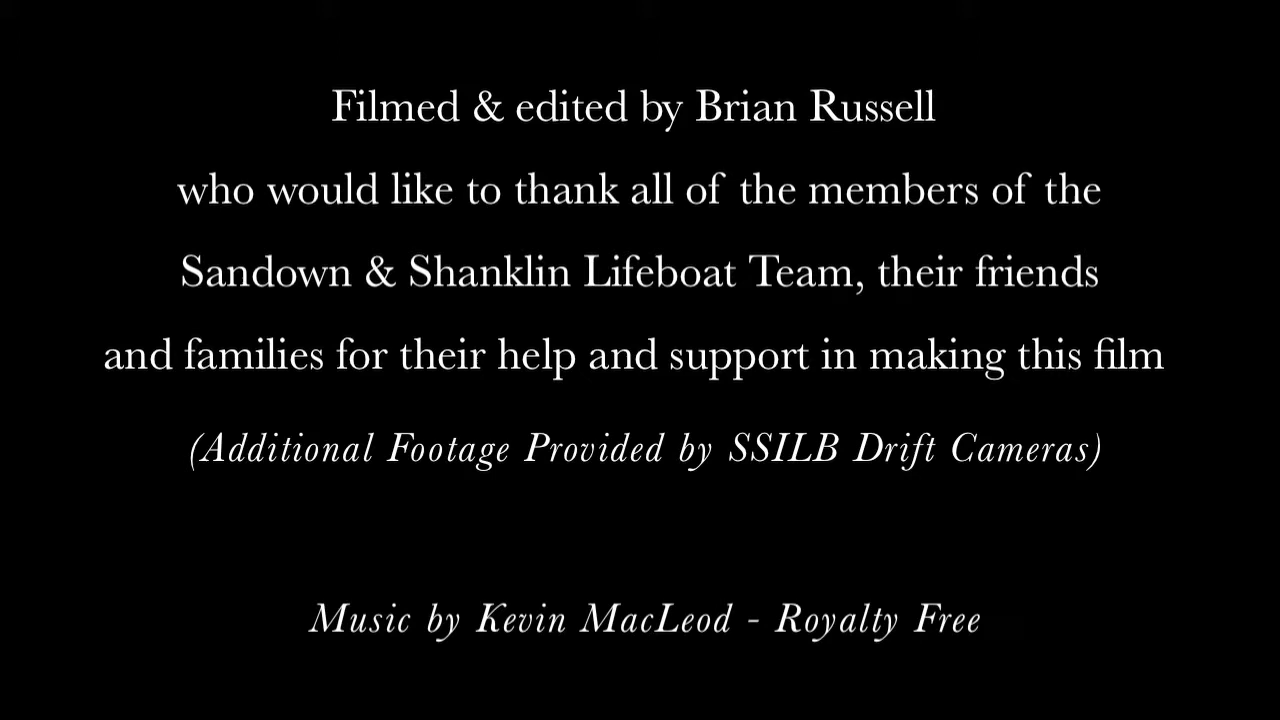 Filmed & edited by Brian Russell
who would like to thank all of the members of the
Sandown & Shanklin Lifeboat Team, their friends
and families for their help and support in making this film
(Additional Footage Provided by SSILB Drift Cameras)
Music by Kevin MacLeod - Royalty Free